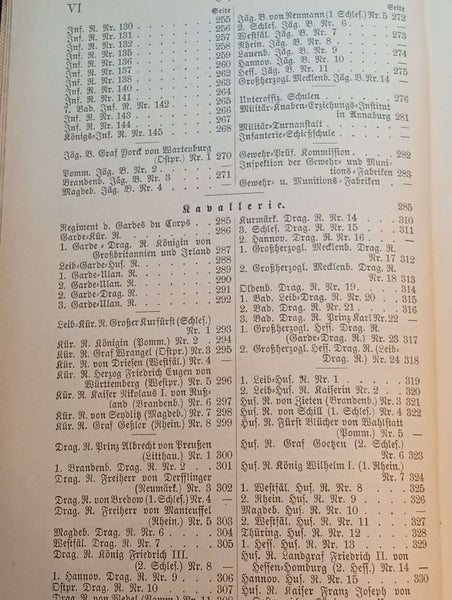 VI
Seite
Inf. R. Nr. 130 . . . . . . 255
Inf. R. Nr. 131 . . . . . . 256
Inf. R. Nr. 132 . . . . . . 258
Inf. R. Nr. 135 . . . . . . 259
Inf. R. Nr. 136 . . . . . . 260
Inf. R. Nr. 137 . . . . . . 261
Inf. R. Nr. 138 . . . . . . 262
Inf. R. Nr. 140 . . . . . . 263
Inf. R. Nr. 141 . . . . . . 264
7. Bad. Inf. R. Nr. 142 . . . 265
Inf. R. Nr. 143 . . . . . . 266
Inf. R. Nr. 144 . . . . . . 267
Königs-Inf. R. Nr. 145 . . . 268
Jäg. B. Graf Yorck von Wartenburg
(Ostpr.) Nr. 1 270
Pomm. Jäg. B. Nr. 2 . . . . —
Brandenb. Jäg. B. Nr. 3 . . . 271
Magdeb. Jäg. B. Nr. 4 . . . . —
Seite
Jäg. B. von Neumann (1. Schles.) Nr. 5 272
2. Schles. Jäg. B. Nr. 6 . . . —
Westfäl. Jäg. B. Nr. 7 . . . . 273
Rhein. Jäg. B. Nr. 8 . . . . —
Lauenb. Jäg. B. Nr. 9 . . . . 274
Hannov. Jäg. B. Nr. 10 . . . . —
Hess. Jäg. B. Nr. 11 . . . . 275
Großherzogl. Mecklenb. Jäg. B. Nr. 14 —
Unteroffiz. Schulen . . . . . 276
Militär-Knaben-Erziehungs-Institut
in Annaburg 281
Militär-Turnanstalt . . . . . —
Infanterie-Schießschule . . . . —
Gewehr-Prüf. Kommission . . . . 282
Inspektion der Gewehr- und Muni-
tions-Fabriken 283
Gewehr- u. Munitions-Fabriken . . —
Kavallerie.
Regiment d. Gardes du Corps . . 285
Garde-Kür. R. . . . . . . 286
1. Garde-Drag. R. Königin von
Großbritannien und Irland 287
Leib-Garde-Hus. R. . . . . . 288
1. Garde-Ulan. R. . . . . . 289
2. Garde-Ulan. R. . . . . . 290
2. Garde-Drag. R. . . . . . 291
3. Garde-Ulan. R. . . . . . 292
Leib-Kür. R. Großer Kurfürst (Schles.)
Nr. 1 293
Kür. R. Königin (Pomm.) Nr. 2 . 294
Kür. R. Graf Wrangel (Ostpr.) Nr. 3 295
Kür. R. von Driesen (Westfäl.) Nr. 4 —
Kür. R. Herzog Friedrich Eugen von
Württemberg (Westpr.) Nr. 5 296
Kür. R. Kaiser Nikolaus I. von Ruß-
land (Brandenb.) Nr. 6 297
Kür. R. von Seydlitz (Magdeb.) Nr. 7 298
Kür. R. Graf Geßler (Rhein.) Nr. 8 299
Drag. R. Prinz Albrecht von Preußen
(Litthau.) Nr. 1 300
1. Brandenb. Drag. R. Nr. 2 . . 301
Drag. R. Freiherr von Derfflinger
(Neumärk.) Nr. 3 302
Drag. R. von Bredow (1. Schles.) Nr. 4 —
Drag. R. Freiherr von Manteuffel
(Rhein.) Nr. 5 303
Magdeb. Drag. R. Nr. 6 . . . . 304
Westfäl. Drag. R. Nr. 7 . . . . 305
Drag. R. König Friedrich III.
(2. Schles.) Nr. 8 —
1. Hannov. Drag. R. Nr. 9 . . . 306
Ostpr. Drag. R. Nr. 10 . . . . 307
285
Kurmärk. Drag. R. Nr. 14 . . . 310
3. Schles. Drag. R. Nr. 15 . . . 311
2. Hannov. Drag. R. Nr. 16 . . . —
1. Großherzogl. Mecklenb. Drag. R.
Nr. 17 312
2. Großherzogl. Mecklenb. Drag. R.
Nr. 18 313
Oldenb. Drag. R. Nr. 19 . . . . 314
1. Bad. Leib-Drag. R. Nr. 20 . . 315
2. Bad. Drag. R. Nr. 21 . . . . 316
3. Bad. Drag. R. Prinz Karl Nr. 22 —
1. Großherzogl. Hess. Drag. R.
(Garde-Drag. R.) Nr. 23 317
2. Großherzogl. Hess. Drag. R. (Leib-
Drag. R.) Nr. 24 318
1. Leib-Hus. R. Nr. 1 . . . . 319
2. Leib-Hus. R. Kaiserin Nr. 2 . 320
Hus. R. von Zieten (Brandenb.) Nr. 3 321
Hus. R. von Schill (1. Schles.) Nr. 4 322
Hus. R. Fürst Blücher von Wahlstatt
(Pomm.) Nr. 5 —
Hus. R. Graf Goetzen (2. Schles.)
Nr. 6 323
Hus. R. König Wilhelm I. (1. Rhein.)
Nr. 7 324
1. Westfäl. Hus. R. Nr. 8 . . . 325
2. Rhein. Hus. R. Nr. 9 . . . . 326
Magdeb. Hus. R. Nr. 10 . . . . —
2. Westfäl. Hus. R. Nr. 11 . . . 327
Thüring. Hus. R. Nr. 12 . . . . 328
1. Hess. Hus. R. Nr. 13 . . . . 329
Hus. R. Landgraf Friedrich II. von
Hessen-Homburg (2. Hess.) Nr. 14 —
Hannov. Hus. R. Nr. 15 . . . . 330
Hus. R. Kaiser Franz Joseph von